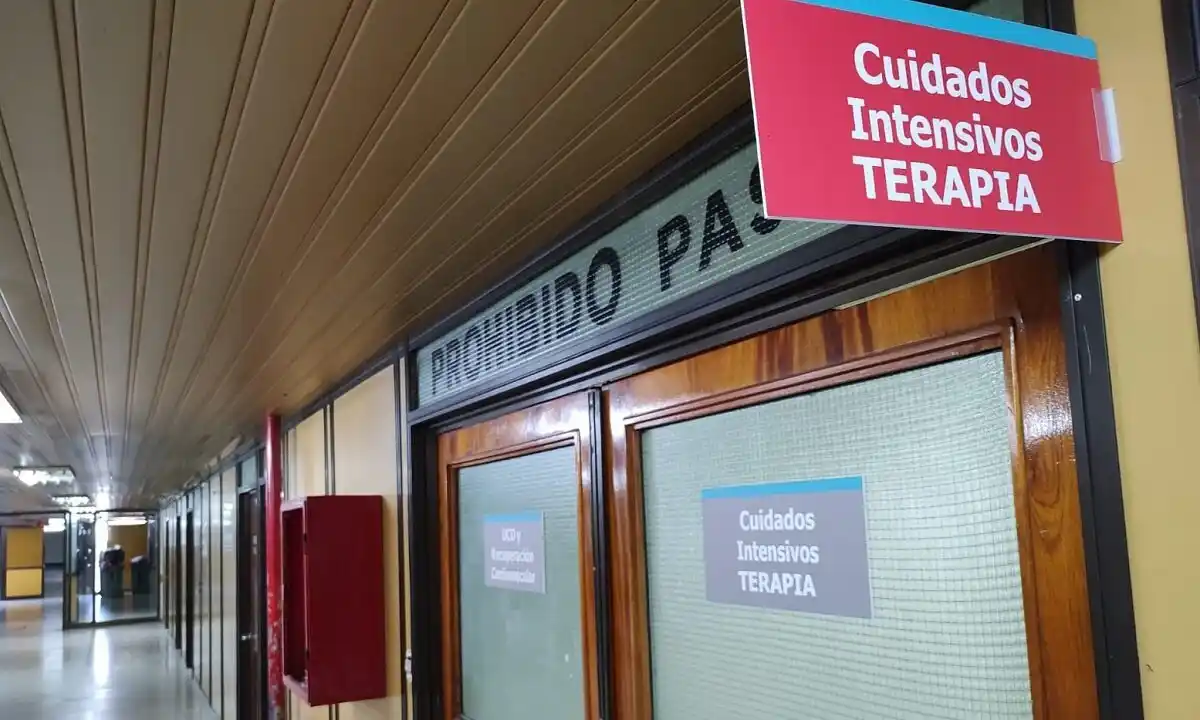 Cuidados
Intensivos
TERAPIA
PROHIBIDO PAS
UCO y
Recuperación
Cardiovascular
Cuidados
Intensivos
TERAPIA